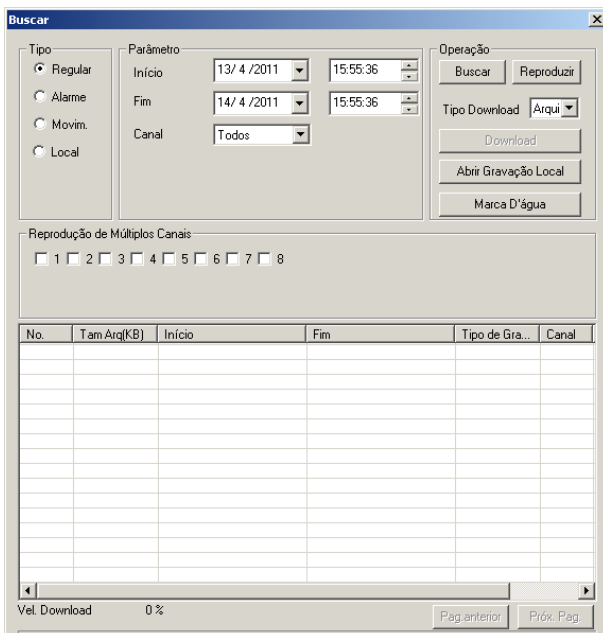 Buscar
Tipo
Regular
Alarme
Movim.
Local
Parâmetro
Início 13/ 4 /2011 15:55:36
Fim 14/ 4 /2011 15:55:36
Canal Todos
Operação
Buscar Reproduzir
Tipo Download Arqui
Download
Abrir Gravação Local
Marca D'água
Reprodução de Múltiplos Canais
1 2 3 4 5 6 7 8
No. Tam Arq(KB) Início Fim Tipo de Gra... Canal
Vel. Download 0 % Pag.anterior Próx. Pag.